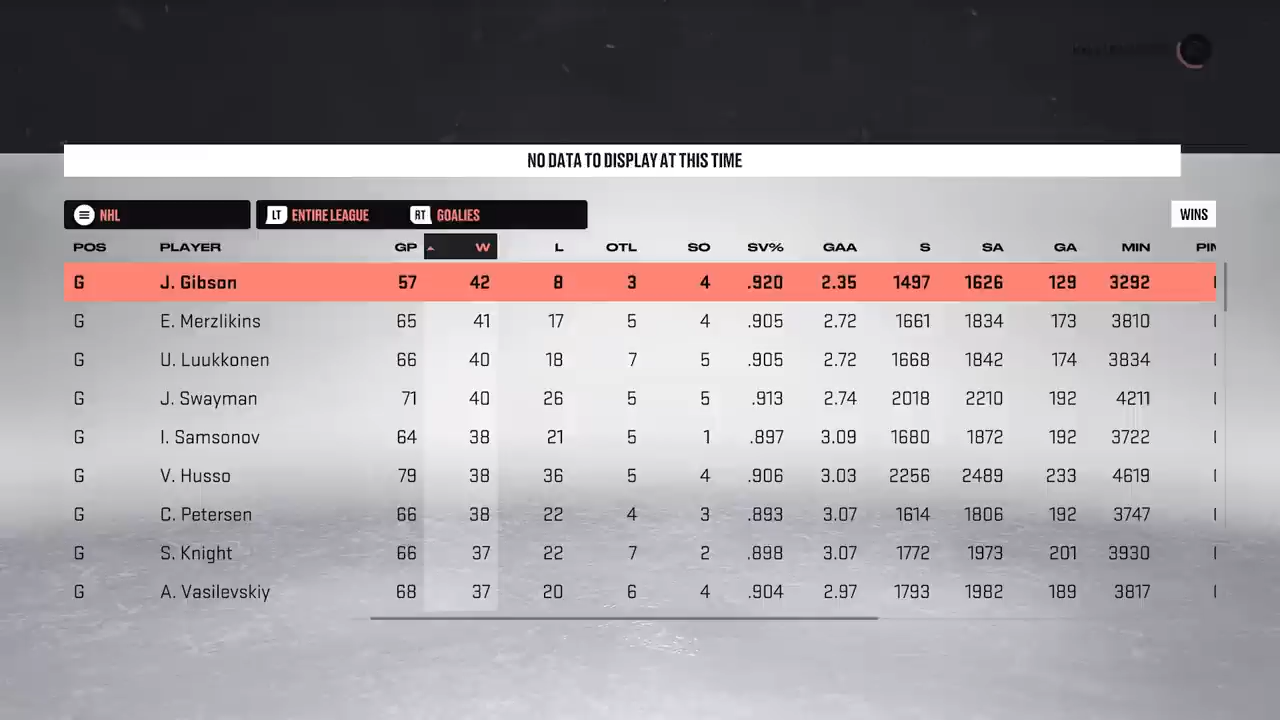 NO DATA TO DISPLAY AT THIS TIME
NHL LT ENTIRE LEAGUE RT GOALIES WINS
POS PLAYER GP W L OTL SO SV% GAA S SA GA MIN
G J. Gibson 57 42 8 3 4 .920 2.35 1497 1626 129 3292
G E. Merzlikins 65 41 17 5 4 .905 2.72 1661 1834 173 3810
G U. Luukkonen 66 40 18 7 5 .905 2.72 1668 1842 174 3834
G J. Swayman 71 40 26 5 5 .913 2.74 2018 2210 192 4211
G I. Samsonov 64 38 21 5 1 .897 3.09 1680 1872 192 3722
G V. Husso 79 38 36 5 4 .906 3.03 2256 2489 233 4619
G C. Petersen 66 38 22 4 3 .893 3.07 1614 1806 192 3747
G S. Knight 66 37 22 7 2 .898 3.07 1772 1973 201 3930
G A. Vasilevskiy 68 37 20 6 4 .904 2.97 1793 1982 189 3817